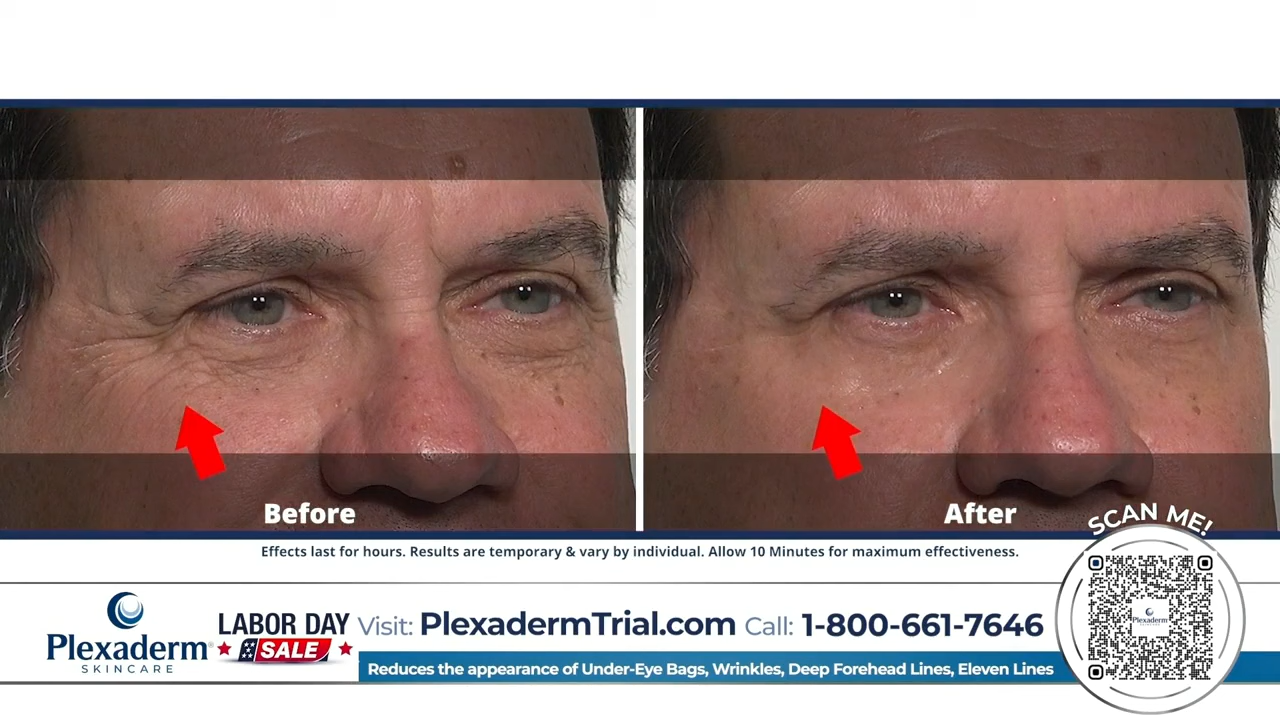 Before
After
SCAN ME!
Effects last for hours. Results are temporary & vary by individual. Allow 10 Minutes for maximum effectiveness.
Plexaderm®
SKINCARE
LABOR DAY
SALE
Visit: PlexadermTrial.com Call: 1-800-661-7646
Reduces the appearance of Under-Eye Bags, Wrinkles, Deep Forehead Lines, Eleven Lines
Plexaderm
SKINCARE